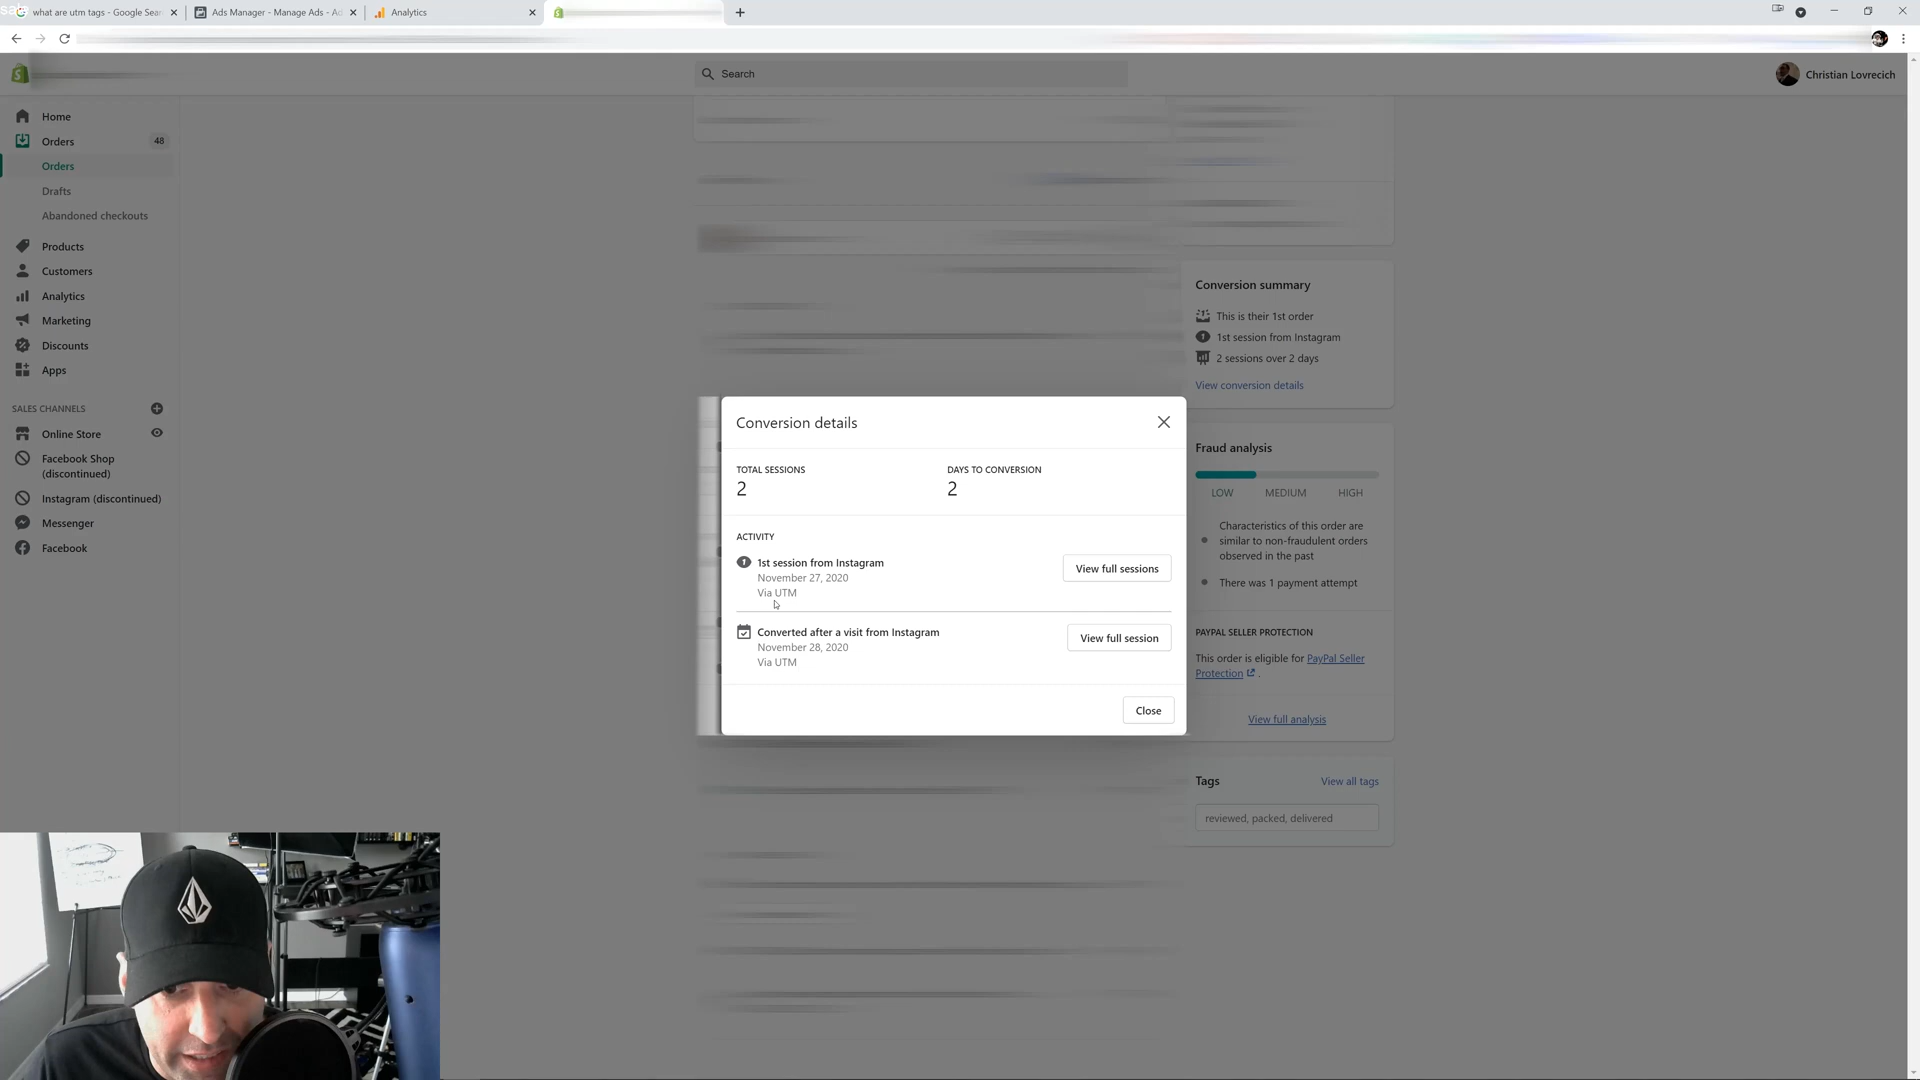 what are utm tags - Google Sear
Ads Manager - Manage Ads - Ad
Analytics
Search
Christian Lovrecich
Home
Orders
48
Orders
Drafts
Abandoned checkouts
Products
Customers
Analytics
Marketing
Discounts
Apps
SALES CHANNELS
Online Store
Facebook Shop
(discontinued)
Instagram (discontinued)
Messenger
Facebook
Conversion summary
This is their 1st order
1st session from Instagram
2 sessions over 2 days
View conversion details
Conversion details
TOTAL SESSIONS
2
DAYS TO CONVERSION
2
ACTIVITY
1st session from Instagram
November 27, 2020
Via UTM
View full sessions
Converted after a visit from Instagram
November 28, 2020
Via UTM
View full session
Close
Fraud analysis
LOW
MEDIUM
HIGH
Characteristics of this order are
similar to non-fraudulent orders
observed in the past
There was 1 payment attempt
PAYPAL SELLER PROTECTION
This order is eligible for PayPal Seller
Protection .
View full analysis
Tags
View all tags
reviewed, packed, delivered